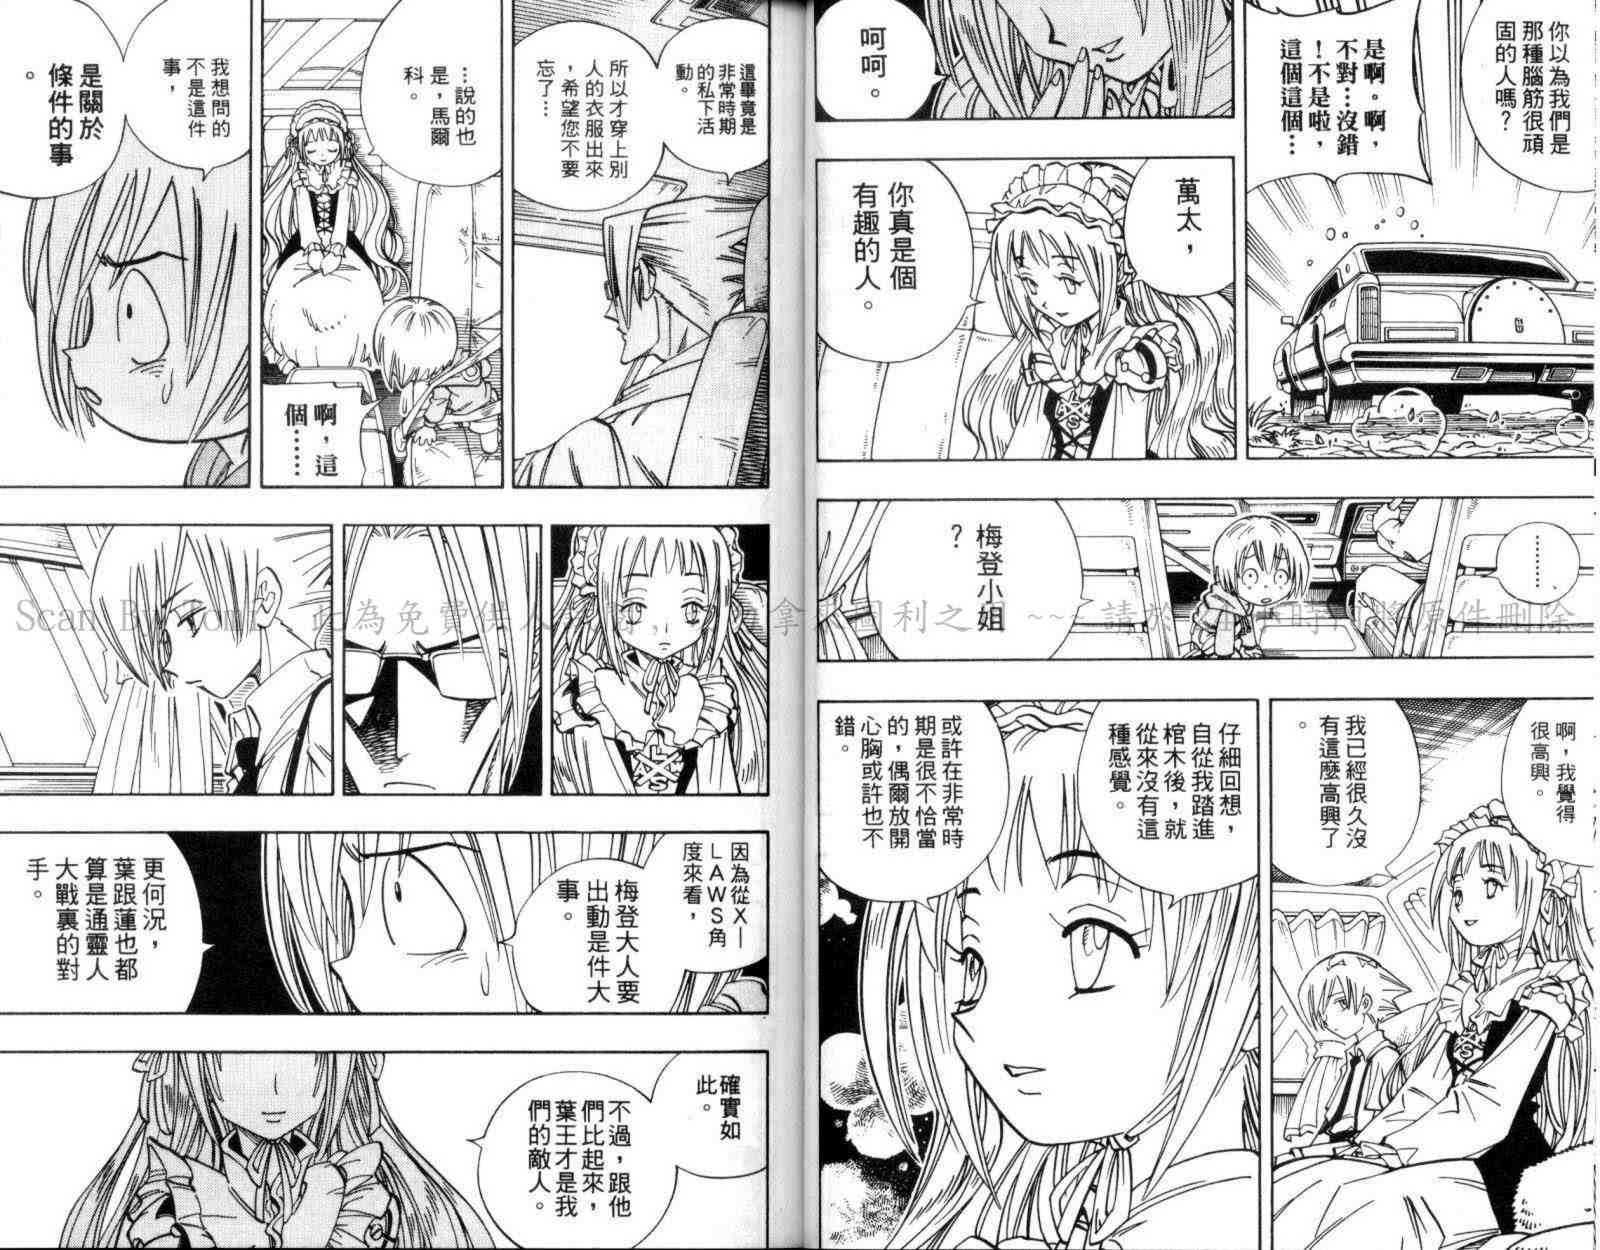 你以為我們是
那種腦筋很頑
固的人嗎？
是啊。啊，
不對…沒錯
！不是啦，
這個這個…
呵呵。
萬太，
你真是個
有趣的人。
………
梅登小姐
？
啊，我覺得
很高興。
我已經很久沒
有這麼高興了
。
仔細回想，
自從我踏進
棺木後，就
從來沒有這
種感覺。
或許在非常時
期是很不恰當
的，偶爾放開
心胸或許也不
錯。
這畢竟是
非常時期
的私下活
動。
所以才穿上別
人的衣服出來
，希望您不要
忘了…
…說的也
是，馬爾
科。
啊，這
個……
我想問的
不是這件
事，
是關於
條件的事
。
因為從X—
LAWS角
度來看，
梅登大人要
出動是件大
事。
更何況，
葉跟蓮也都
算是通靈人
大戰裏的對
手。
確實如
此。
不過，跟他
們比起來，
葉王才是我
們的敵人。
Scan By
此為免費供人